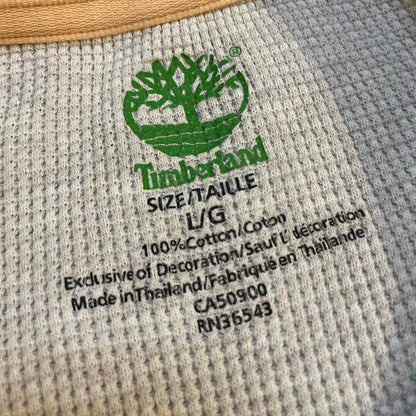 ®
Timberland
SIZE/TAILLE
L/G
100%Cotton/Coton
Exclusive of Decoration/Sauf L' décoration
Made in Thailand/Fabriqué en Thaïlande
CA50900
RN36543